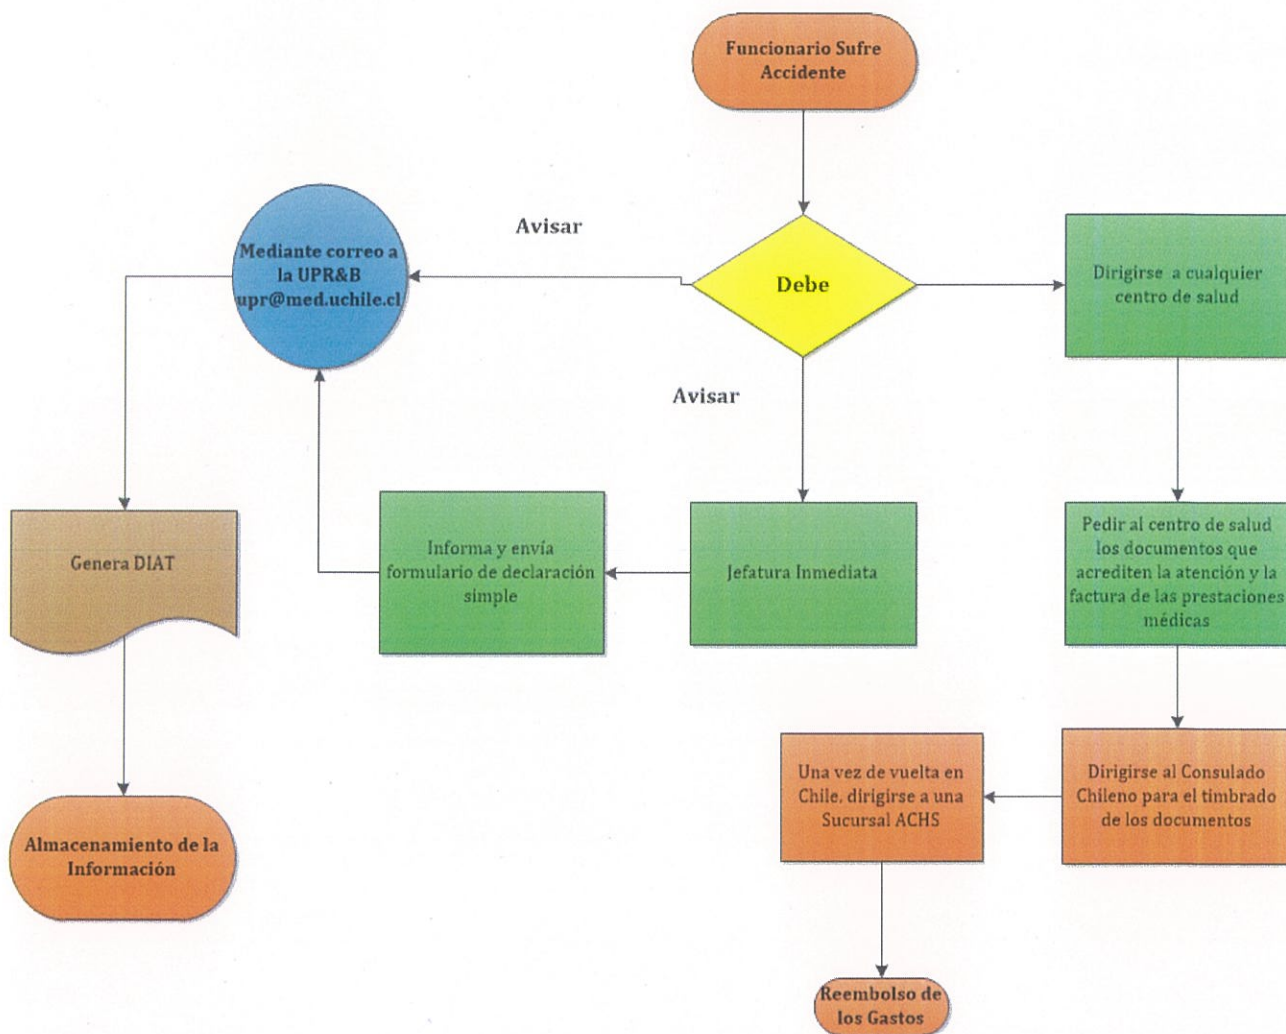 Funcionario Sufre
Accidente
Avisar
Mediante correo a
la UPR&B
upr@med.uchile.cl
Debe
Dirigirse a cualquier
centro de salud
Avisar
Genera DIAT
Informa y envía
formulario de declaración
simple
Jefatura Inmediata
Pedir al centro de salud
los documentos que
acrediten la atención y la
factura de las prestaciones
médicas
Una vez de vuelta en
Chile, dirigirse a una
Sucursal ACHS
Dirigirse al Consulado
Chileno para el timbrado
de los documentos
Almacenamiento de la
Información
Reembolso de
los Gastos